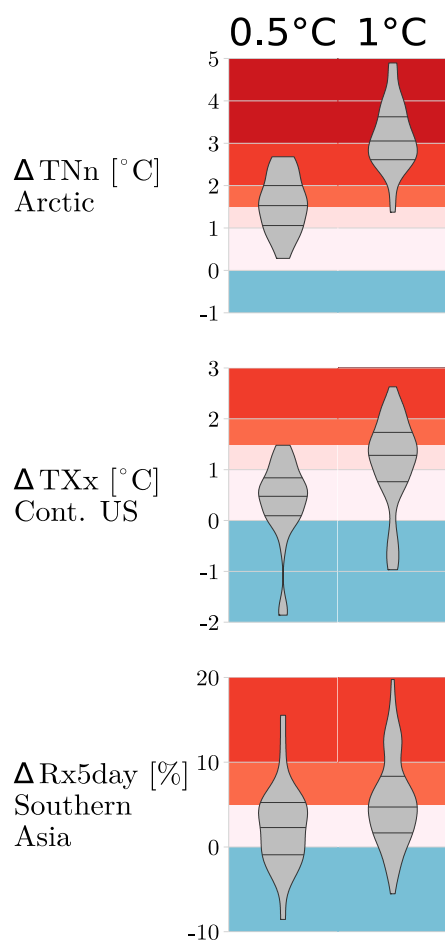 0.5°C 1°C
5
4
3
Δ TNn [°C]
2
Arctic
1
0
-1
3
2
Δ TXx [°C]
1
Cont. US
0
-1
-2
20
Δ Rx5day [%]
10
Southern
Asia
0
-10